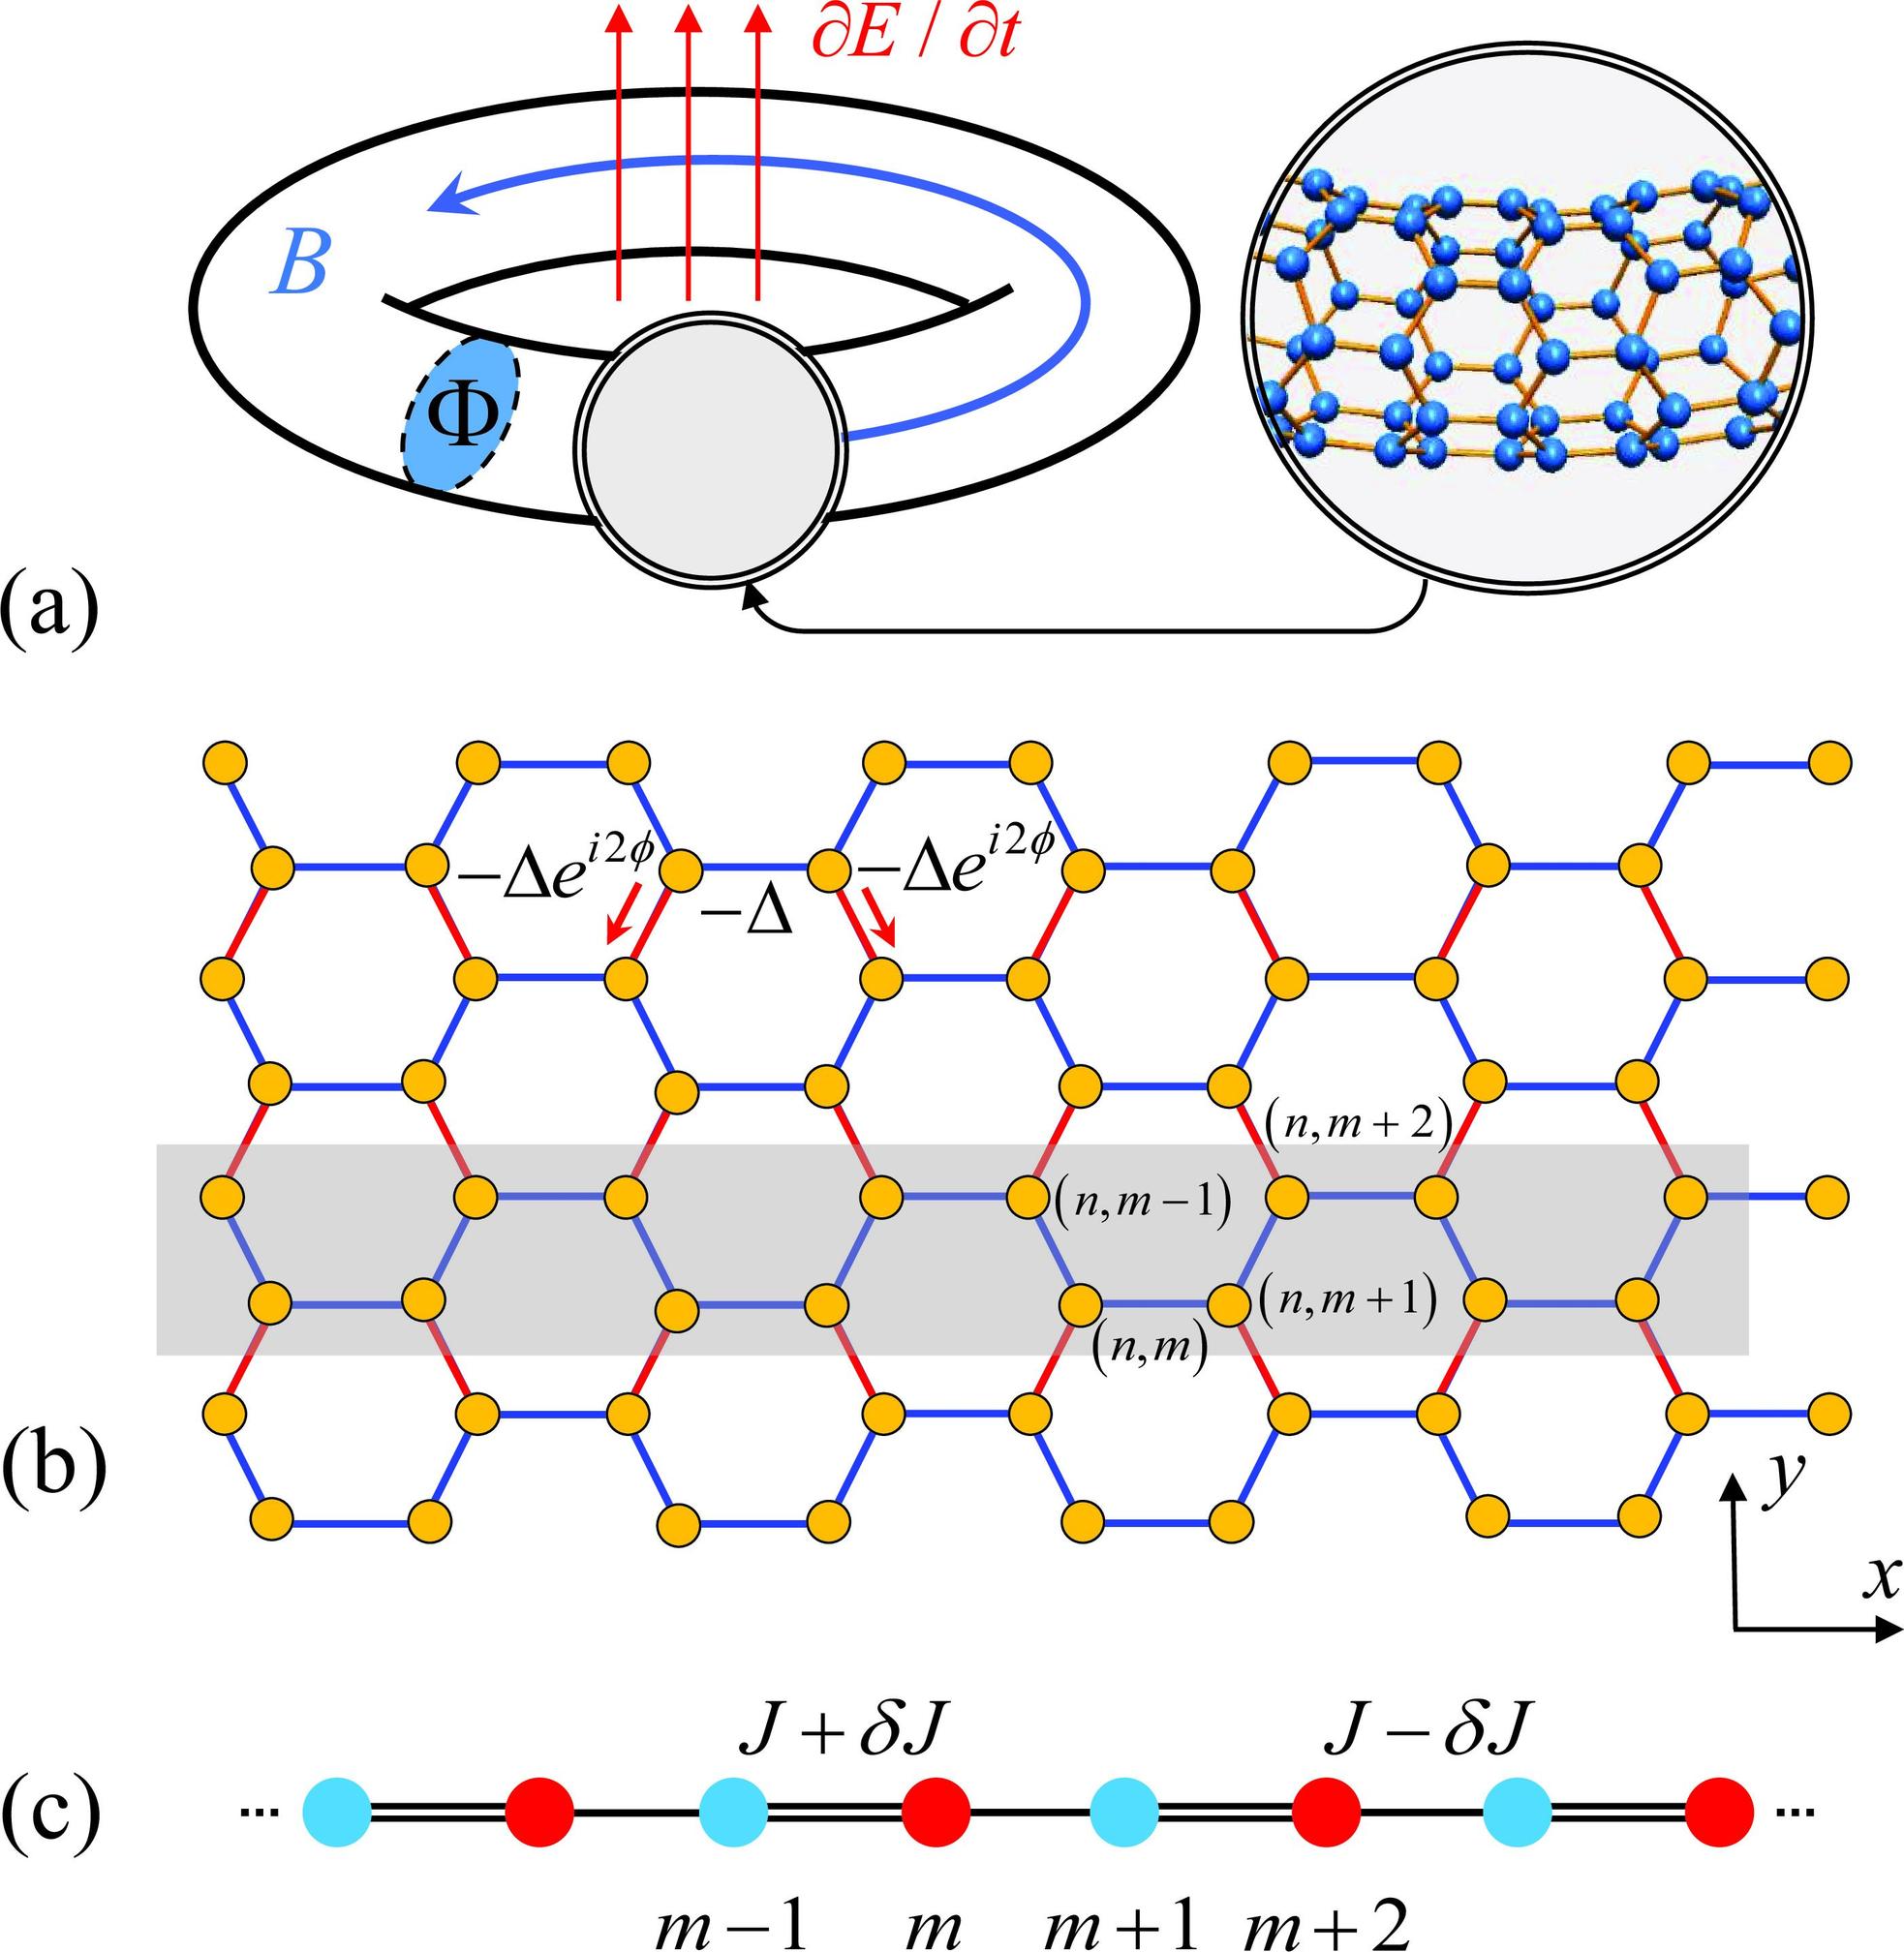 ∂E / ∂t
B
Φ
(a)
−Δe^{i2ϕ}
−Δ
−Δe^{i2ϕ}
(n,m+2)
(n,m−1)
(n,m+1)
(n,m)
(b)
y
x
J+δJ
J−δJ
(c)
...
...
m−1
m
m+1
m+2